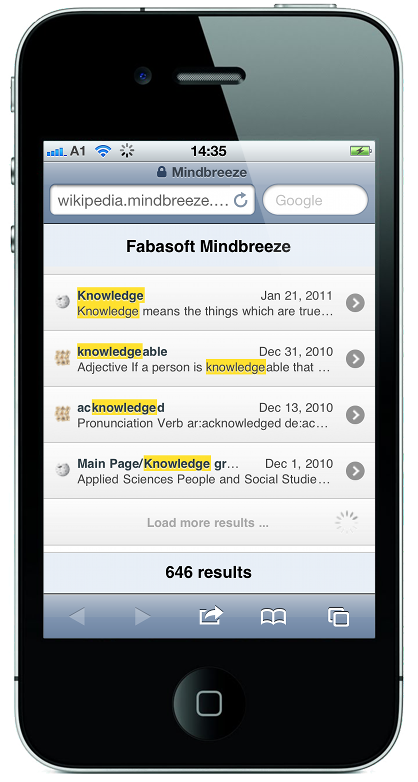 A1 14:35
Mindbreeze
wikipedia.mindbreeze.… Google
Fabasoft Mindbreeze
Knowledge Jan 21, 2011
Knowledge means the things which are true…
knowledgeable Dec 31, 2010
Adjective If a person is knowledgeable that …
acknowledged Dec 13, 2010
Pronunciation Verb ar:acknowledged de:ac…
Main Page/Knowledge gr… Dec 1, 2010
Applied Sciences People and Social Studie…
Load more results ...
646 results